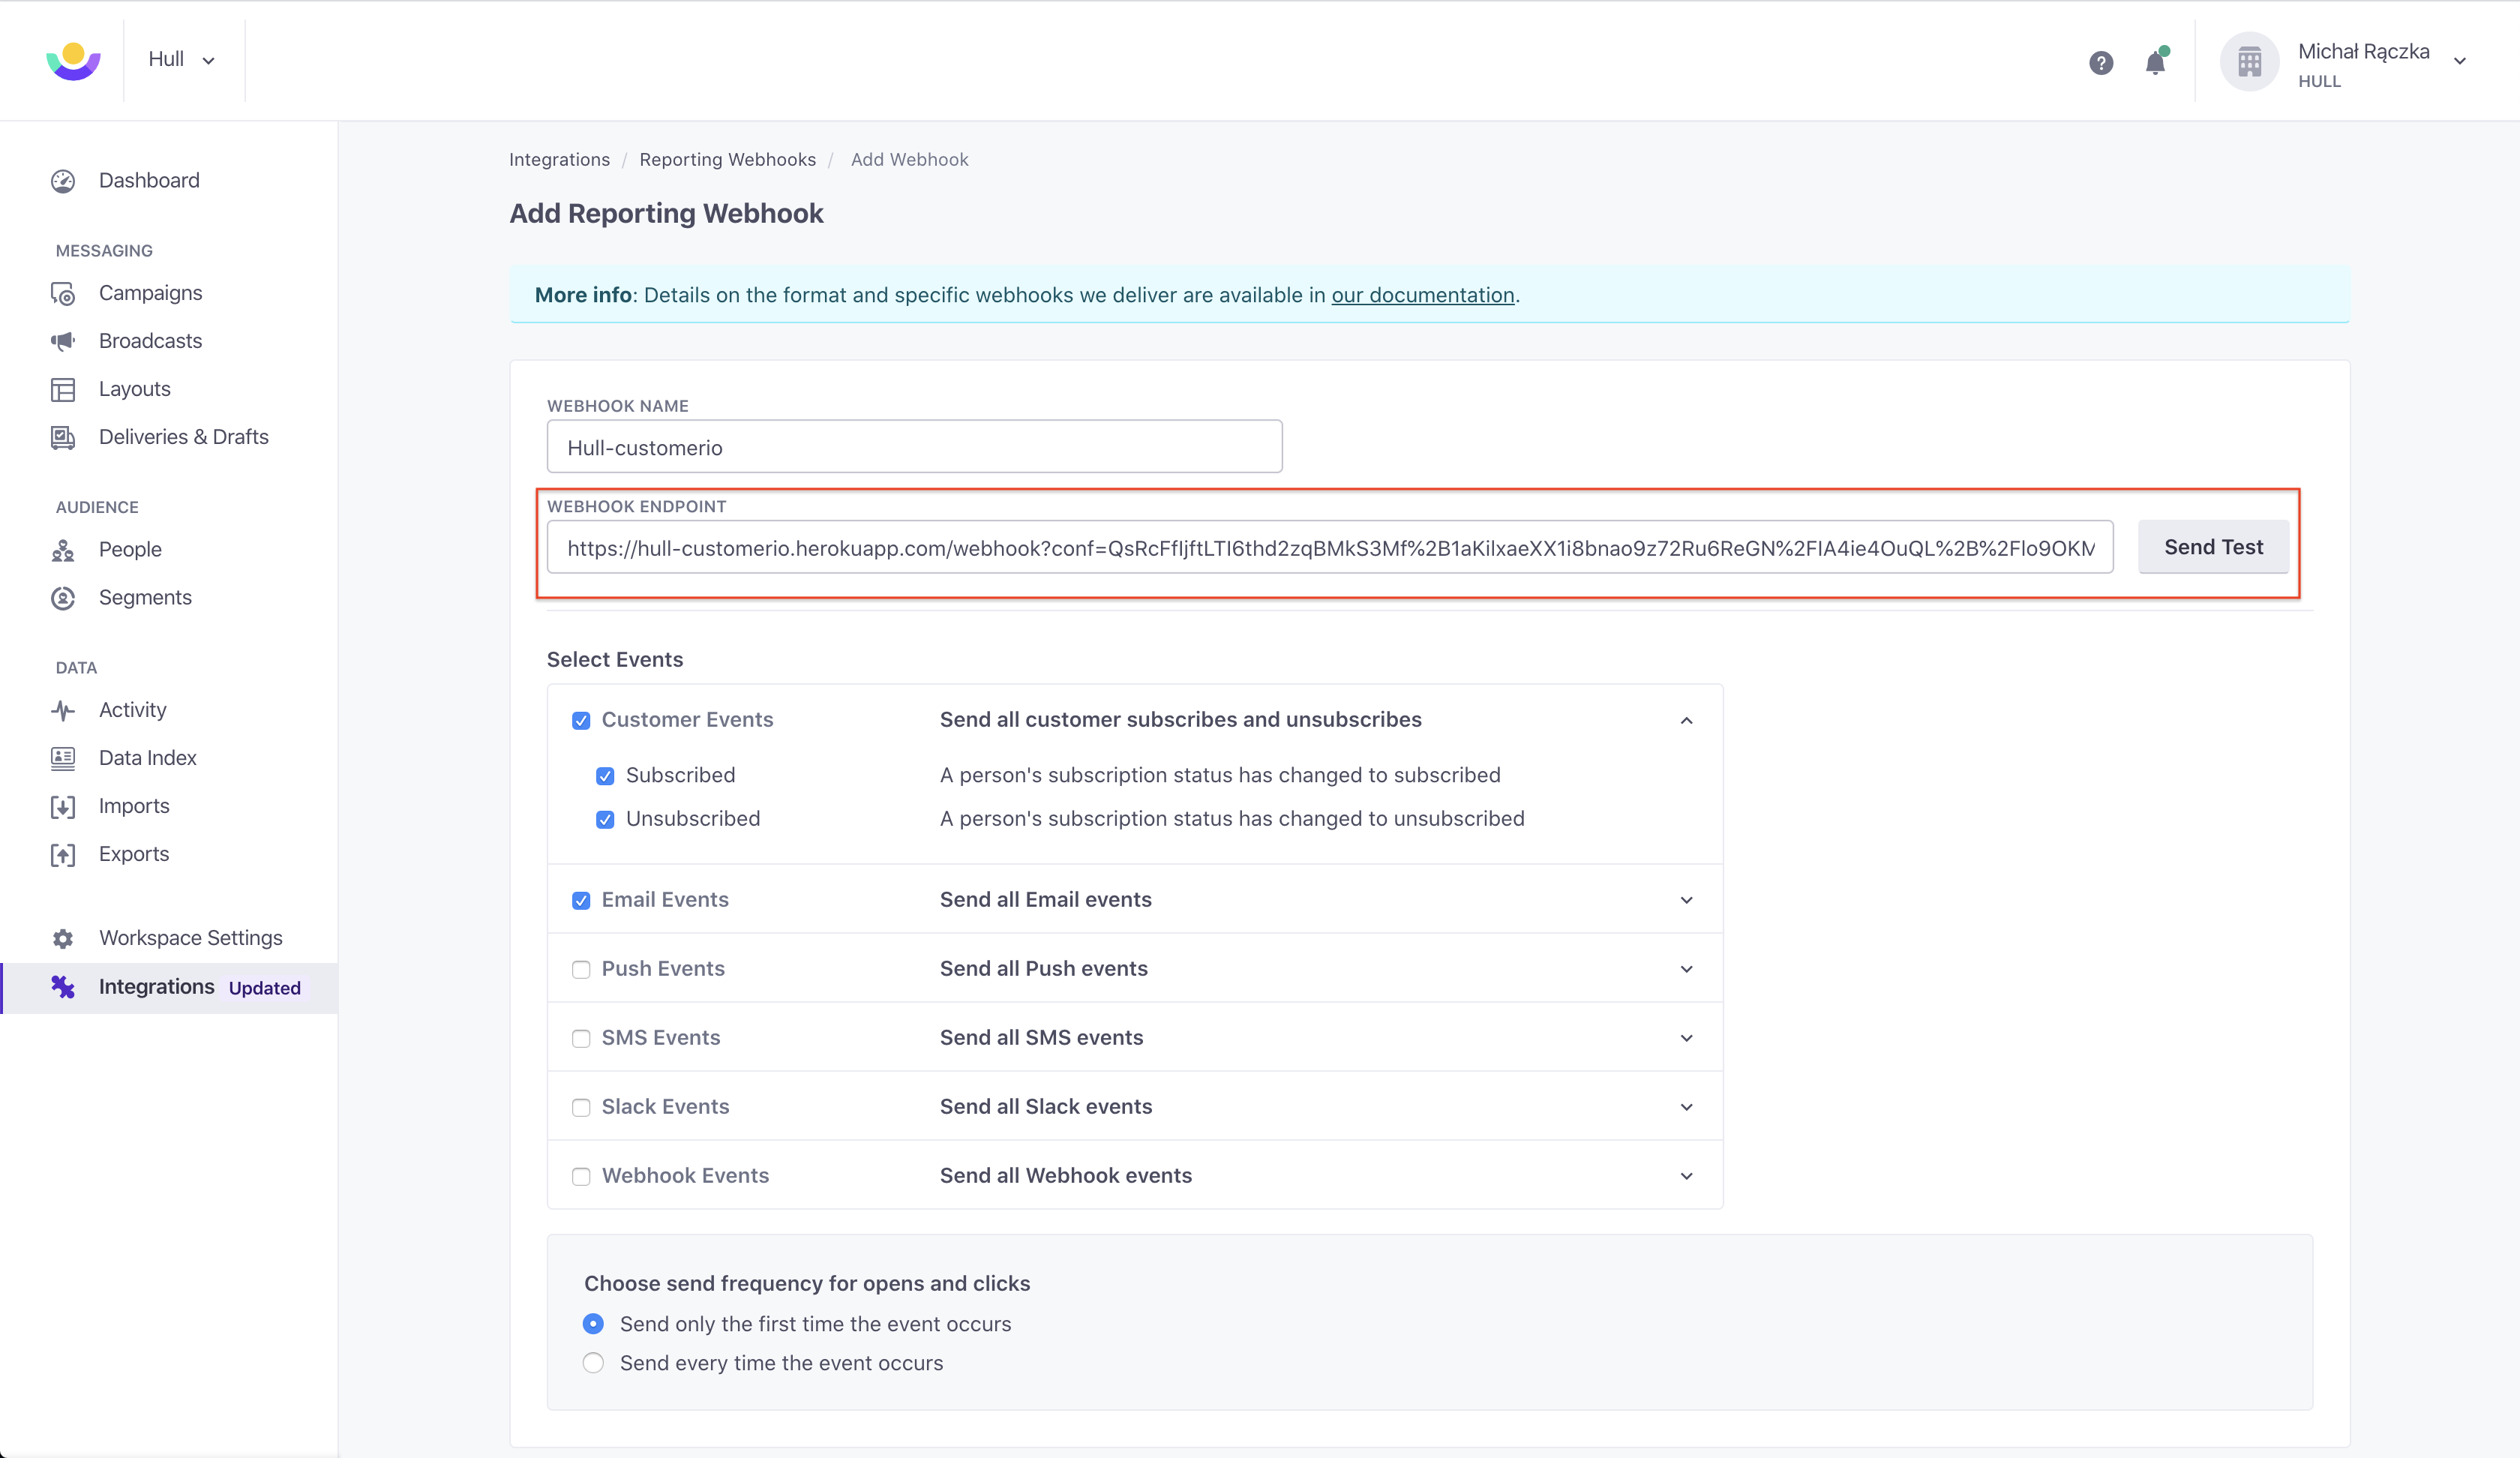 Hull
Michał Rączka
HULL
Dashboard
MESSAGING
Campaigns
Broadcasts
Layouts
Deliveries & Drafts
AUDIENCE
People
Segments
DATA
Activity
Data Index
Imports
Exports
Workspace Settings
Integrations Updated
Integrations / Reporting Webhooks / Add Webhook
Add Reporting Webhook
More info: Details on the format and specific webhooks we deliver are available in our documentation.
WEBHOOK NAME
Hull-customerio
WEBHOOK ENDPOINT
https://hull-customerio.herokuapp.com/webhook?conf=QsRcFfIjftLTI6thd2zqBMkS3Mf%2B1aKilxaeXX1i8bnao9z72Ru6ReGN%2FIA4ie4OuQL%2B%2Flo9OKM
Send Test
Select Events
Customer Events Send all customer subscribes and unsubscribes
Subscribed A person's subscription status has changed to subscribed
Unsubscribed A person's subscription status has changed to unsubscribed
Email Events Send all Email events
Push Events Send all Push events
SMS Events Send all SMS events
Slack Events Send all Slack events
Webhook Events Send all Webhook events
Choose send frequency for opens and clicks
Send only the first time the event occurs
Send every time the event occurs